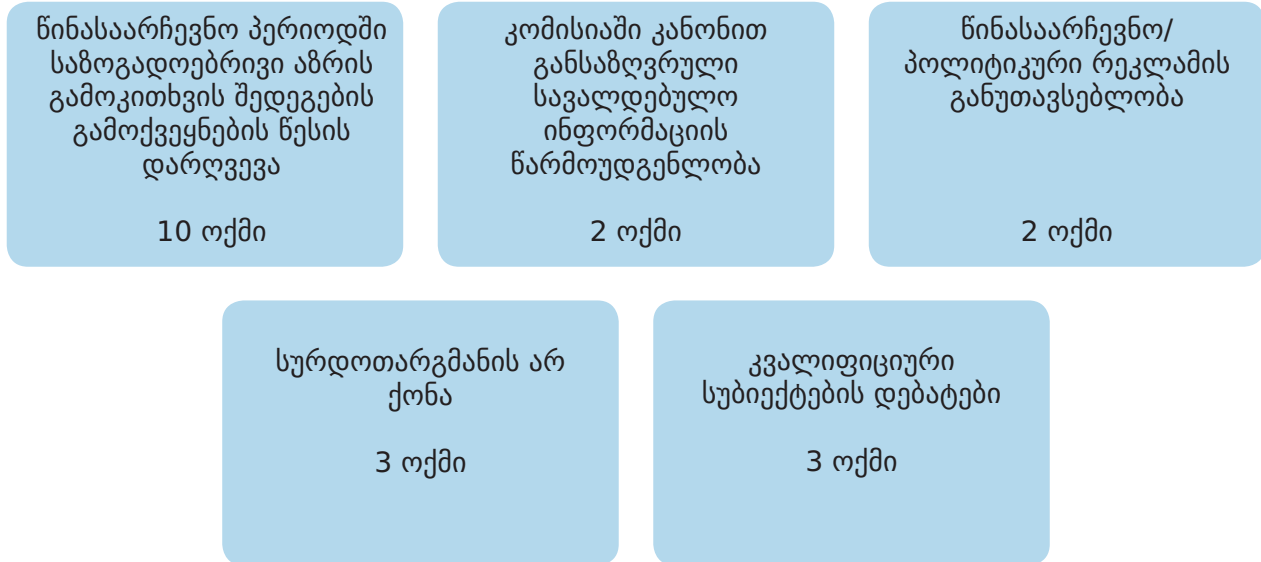 წინასაარჩევნო პერიოდში
საზოგადოებრივი აზრის
გამოკითხვის შედეგების
გამოქვეყნების წესის
დარღვევა
10 ოქმი
კომისიაში კანონით
განსაზღვრული
სავალდებულო
ინფორმაციის
წარმოუდგენლობა
2 ოქმი
წინასაარჩევნო/
პოლიტიკური რეკლამის
განუთავსებლობა
2 ოქმი
სურდოთარგმანის არ
ქონა
3 ოქმი
კვალიფიციური
სუბიექტების დებატები
3 ოქმი